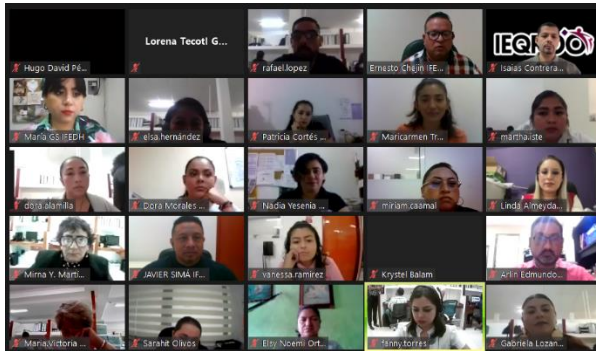 Hugo David Pé...
Lorena Tecotl G...
rafael.lopez
Ernesto Chejin IFE...
IEQROO
Isaias Contrera...
María GS IFEDH
elsa.hernández
Patricia Cortés ...
Maricarmen Tr...
martha.iste
dora.alamilla
Dora Morales ...
Nadia Yesenia ...
miriam.caamal
Linda Almeyda...
Mirna Y. Martí...
JAVIER SIMÁ IF...
vanessa.ramirez
Krystel Balam
Arlin Edmundo...
Maria.Victoria ...
Sarahit Olivos
Elsy Noemi Ort...
fanny.torres
Gabriela Lozan...